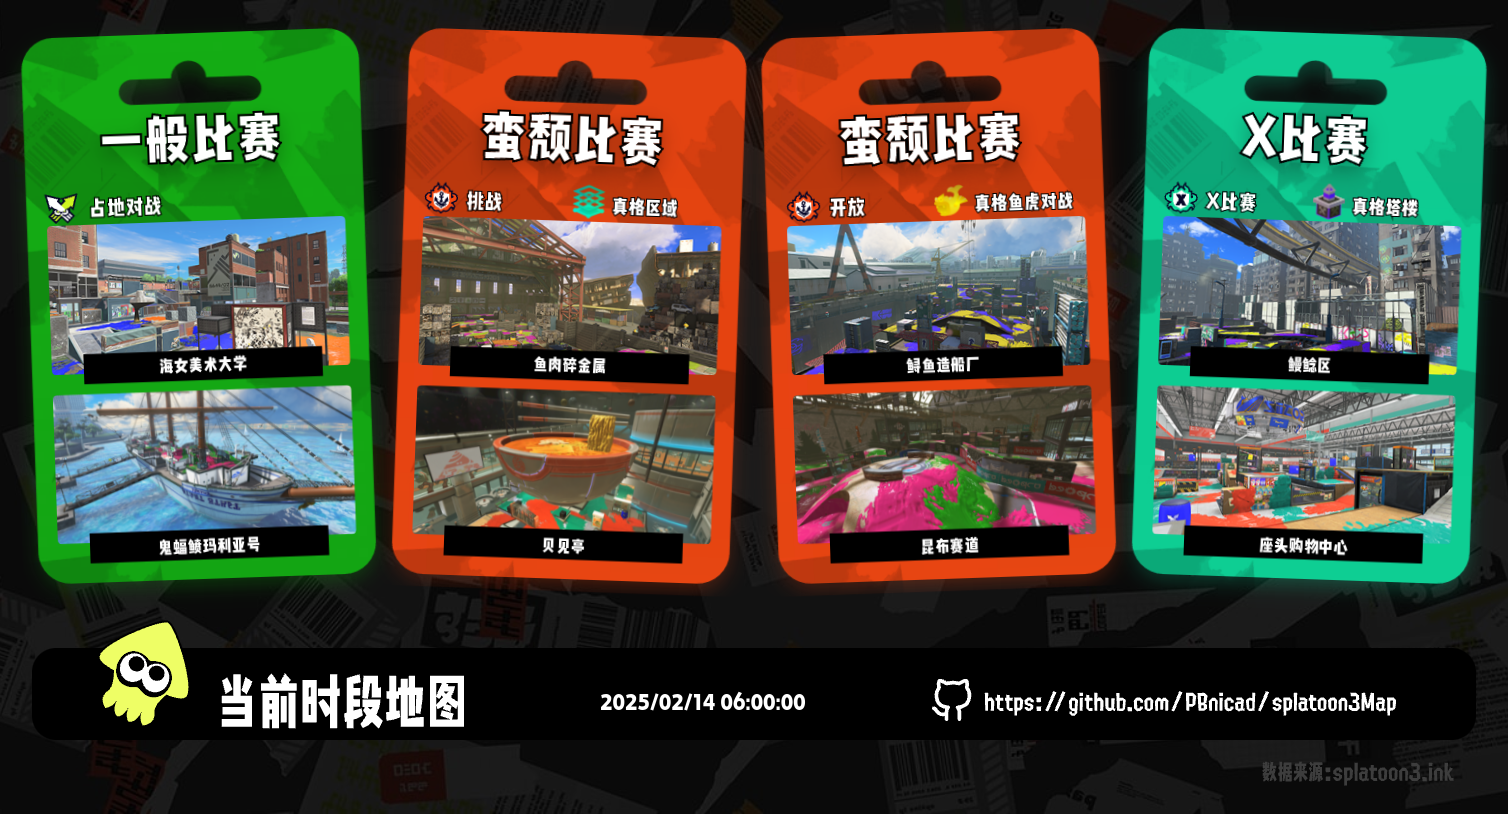 一般比赛
占地对战
海女美术大学
鬼蝠鲼玛利亚号
蛮颓比赛
挑战
真格区域
鱼肉碎金属
贝见亭
蛮颓比赛
开放
真格鱼虎对战
鲟鱼造船厂
昆布赛道
X比赛
X比赛
真格塔楼
鳗鲶区
座头购物中心
当前时段地图
2025/02/14 06:00:00
https://github.com/PBnicad/splatoon3Map
数据来源:splatoon3.ink